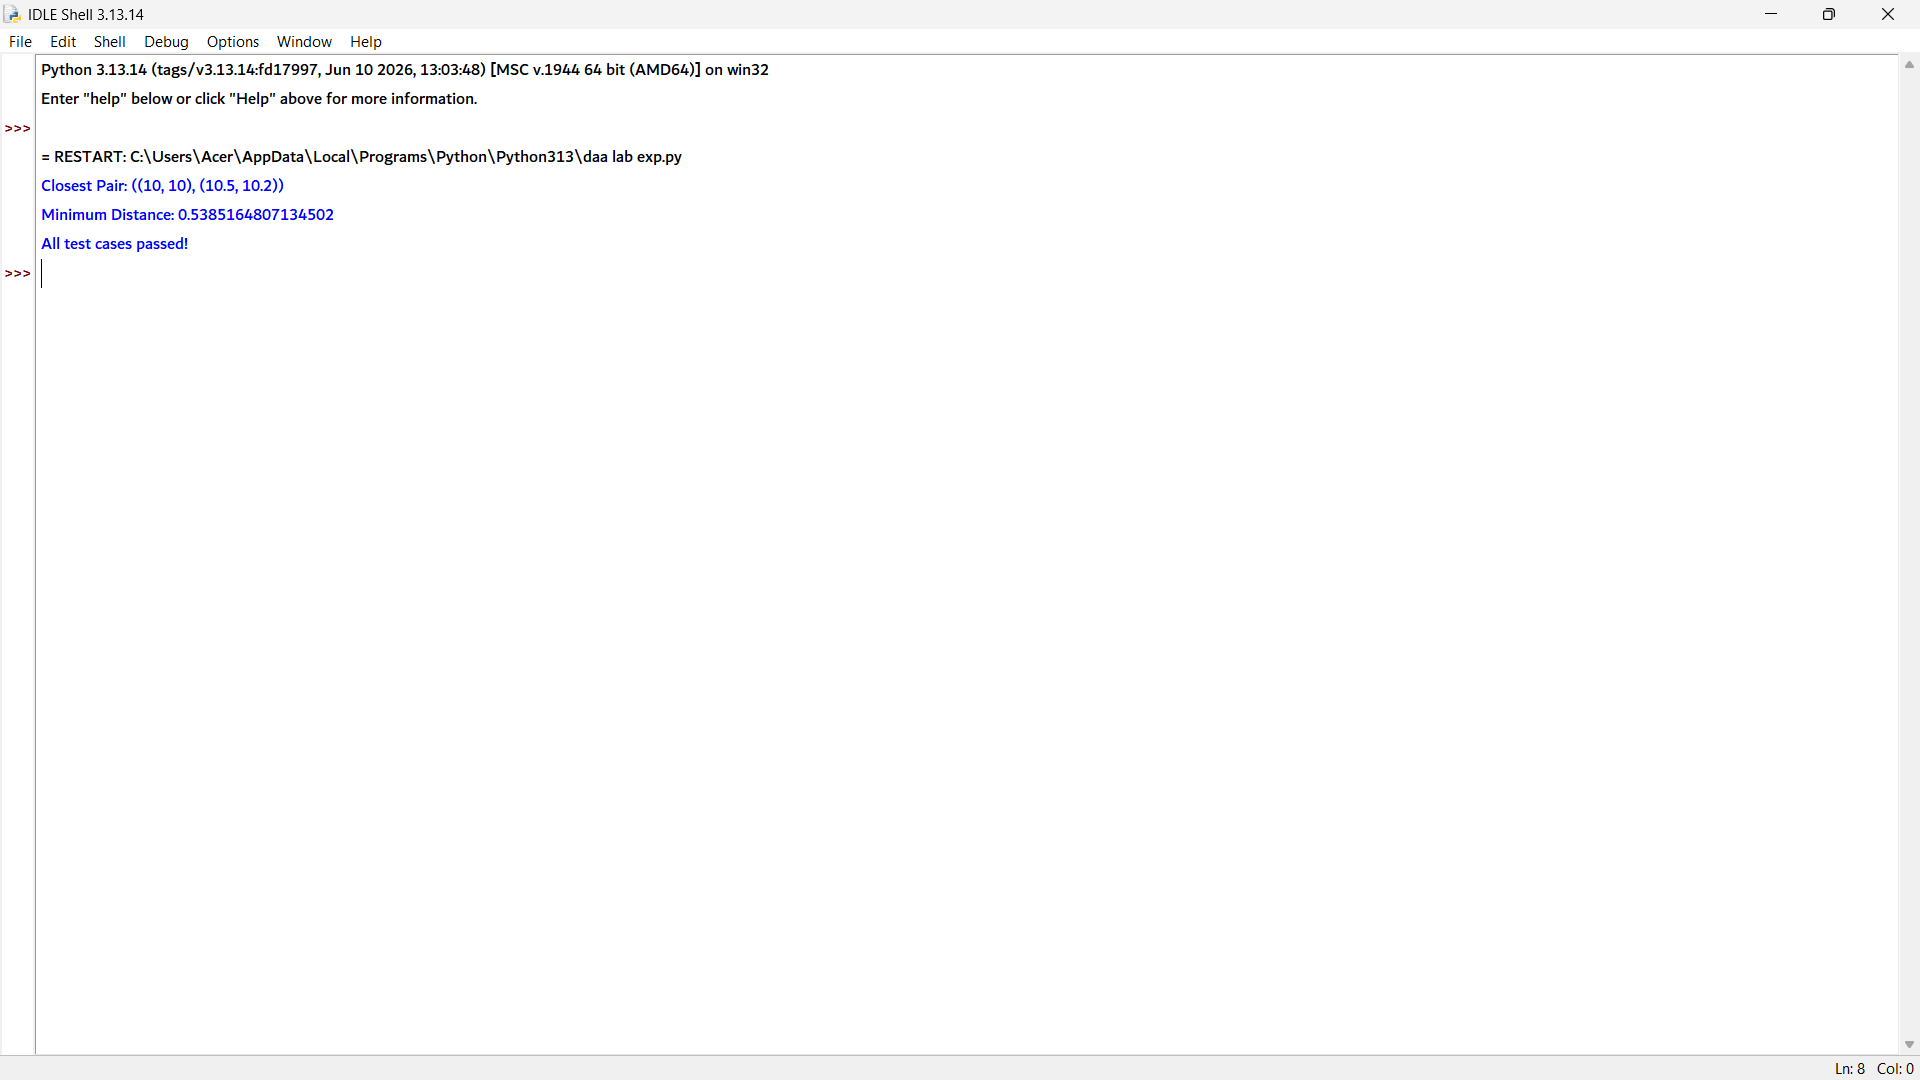 IDLE Shell 3.13.14
File Edit Shell Debug Options Window Help
Python 3.13.14 (tags/v3.13.14:fd17997, Jun 10 2026, 13:03:48) [MSC v.1944 64 bit (AMD64)] on win32
Enter "help" below or click "Help" above for more information.
>>>
= RESTART: C:\Users\Acer\AppData\Local\Programs\Python\Python313\daa lab exp.py
Closest Pair: ((10, 10), (10.5, 10.2))
Minimum Distance: 0.5385164807134502
All test cases passed!
>>>
Ln: 8 Col: 0